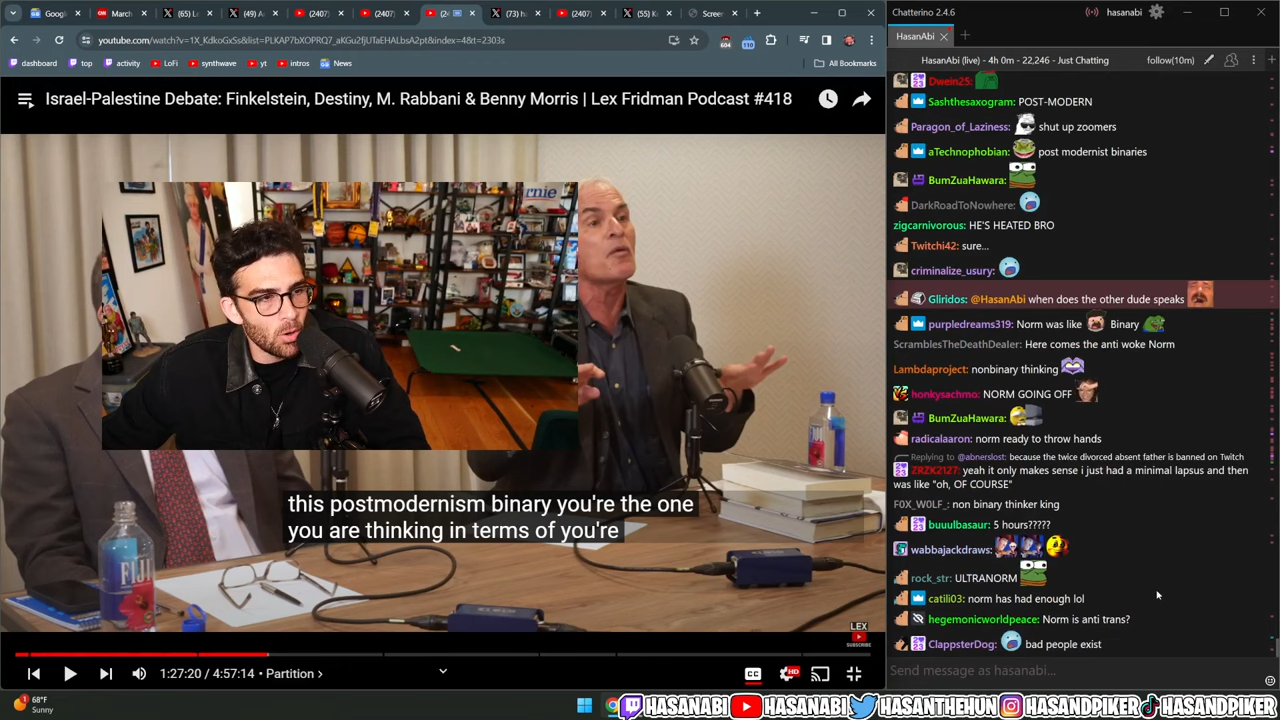 Google
March
(65)
(49)
(2407)
(2407)
(2
(73)
(2407)
(55)
Scree
youtube.com/watch?v=1X_KdkoGxSs&list=PLKAP7bXOPRQ7_aKGu2fjUTaEHALbsA2pt&index=4&t=2303s
604
110
dashboard
top
activity
LoFi
synthwave
yt
intros
News
All Bookmarks
Israel-Palestine Debate: Finkelstein, Destiny, M. Rabbani & Benny Morris | Lex Fridman Podcast #418
rnie
FIJI
this postmodernism binary you're the one
you are thinking in terms of you're
LEX
SUBSCRIBE
1:27:20 / 4:57:14 • Partition ›
CC
HD
Chatterino 2.4.6
hasanabi
HasanAbi
HasanAbi (live) - 4h 0m - 22,246 - Just Chatting
follow(10m)
Dwein25:
Sashthesaxogram: POST-MODERN
Paragon_of_Laziness: shut up zoomers
aTechnophobian: post modernist binaries
BumZuaHawara:
DarkRoadToNowhere:
zigcarnivorous: HE'S HEATED BRO
Twitchi42: sure...
criminalize_usury:
Gliridos: @HasanAbi when does the other dude speaks
purpledreams319: Norm was like Binary
ScramblesTheDeathDealer: Here comes the anti woke Norm
Lambdaproject: nonbinary thinking
honkysachmo: NORM GOING OFF
BumZuaHawara:
radicalaaron: norm ready to throw hands
Replying to @abnerslost: because the twice divorced absent father is banned on Twitch
ZRZK2127: yeah it only makes sense i just had a minimal lapsus and then
was like "oh, OF COURSE"
F0X_W0LF_: non binary thinker king
buuulbasaur: 5 hours?????
wabbajackdraws:
rock_str: ULTRANORM
catili03: norm has had enough lol
hegemonicworldpeace: Norm is anti trans?
ClappsterDog: bad people exist
Send message as hasanabi...
68°F
Sunny
HASANABI
HASANABI
HASANTHEHUN
HASANDPIKER
HASANDPIKER